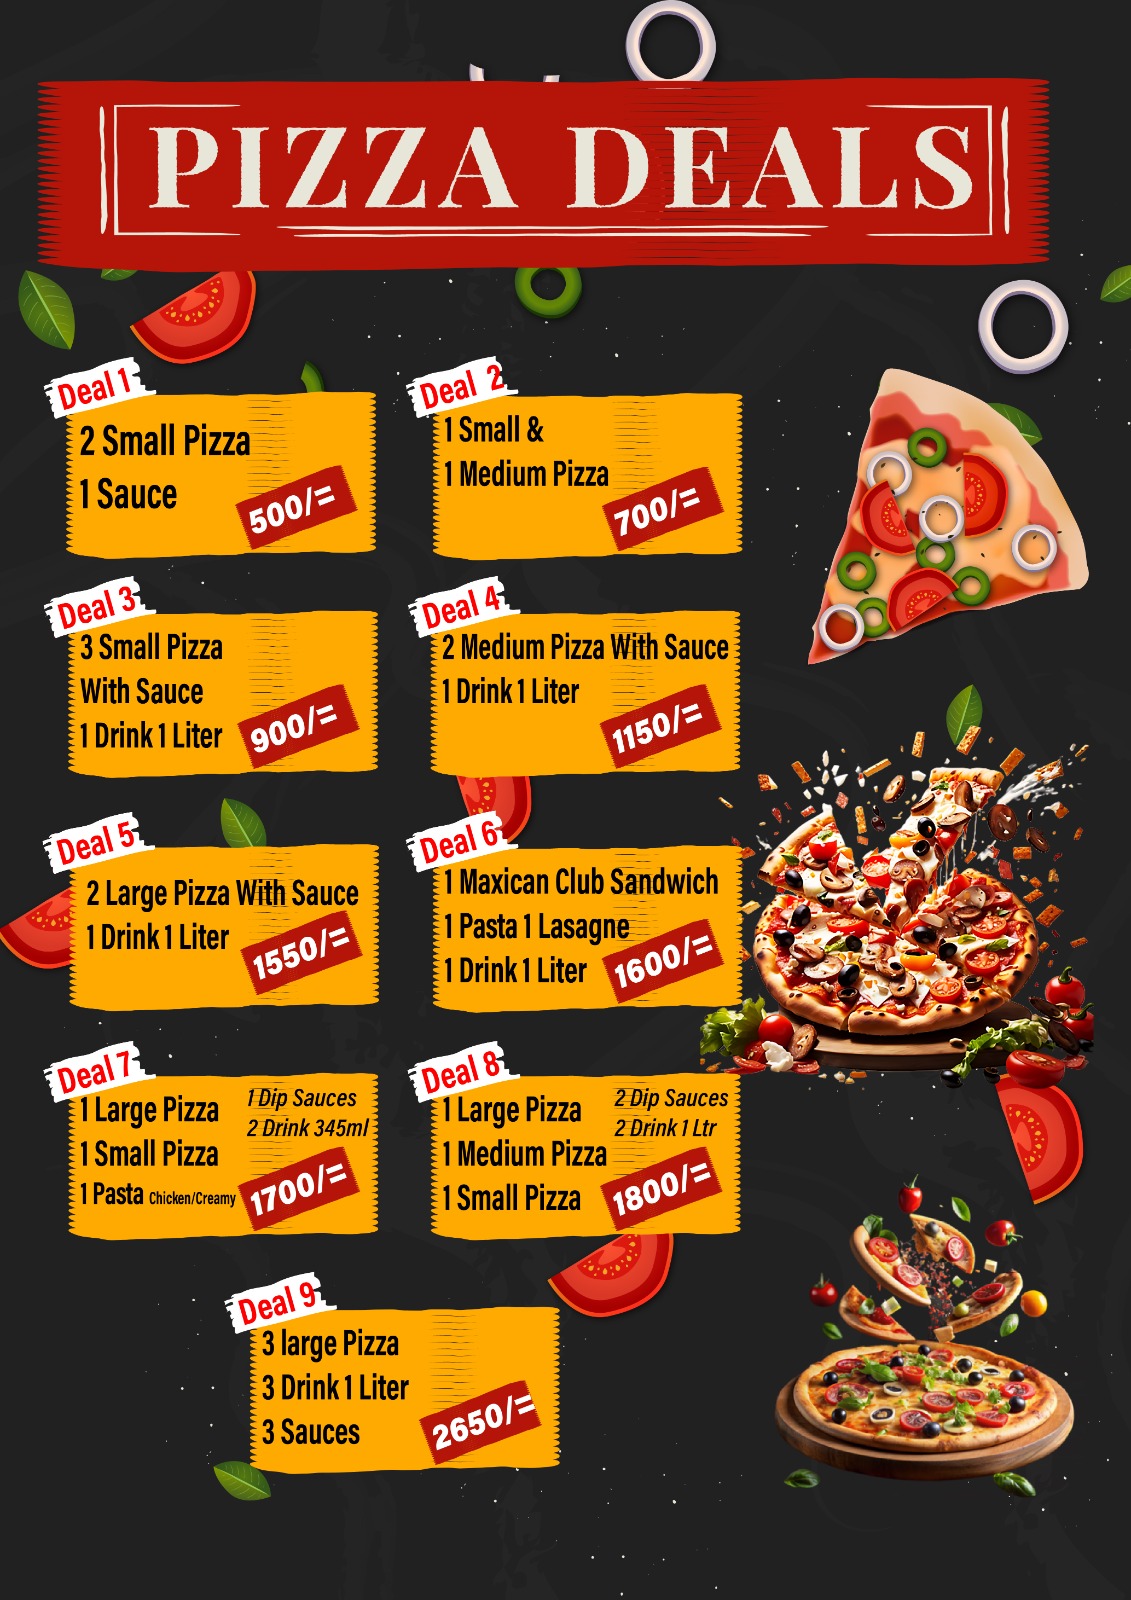 PIZZA DEALS
Deal 1
2 Small Pizza
1 Sauce
500/=
Deal 2
1 Small &
1 Medium Pizza
700/=
Deal 3
3 Small Pizza
With Sauce
1 Drink 1 Liter
900/=
Deal 4
2 Medium Pizza With Sauce
1 Drink 1 Liter
1150/=
Deal 5
2 Large Pizza With Sauce
1 Drink 1 Liter
1550/=
Deal 6
1 Maxican Club Sandwich
1 Pasta 1 Lasagne
1 Drink 1 Liter
1600/=
Deal 7
1 Large Pizza
1 Small Pizza
1 Pasta Chicken/Creamy
1 Dip Sauces
2 Drink 345ml
1700/=
Deal 8
1 Large Pizza
1 Medium Pizza
1 Small Pizza
2 Dip Sauces
2 Drink 1 Ltr
1800/=
Deal 9
3 large Pizza
3 Drink 1 Liter
3 Sauces
2650/=